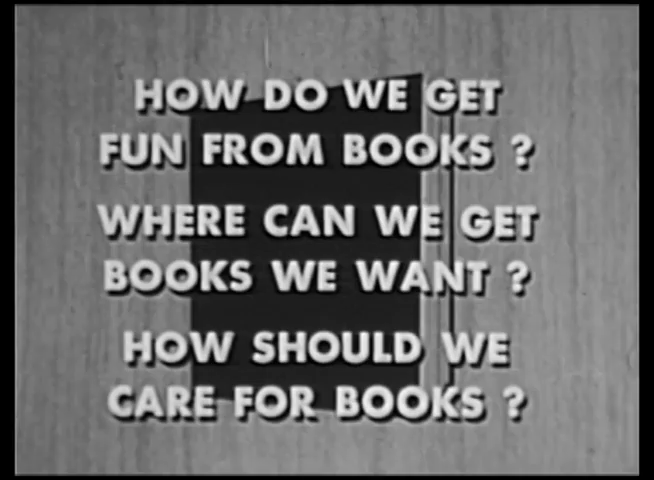 HOW DO WE GET
FUN FROM BOOKS ?
WHERE CAN WE GET
BOOKS WE WANT ?
HOW SHOULD WE
CARE FOR BOOKS ?